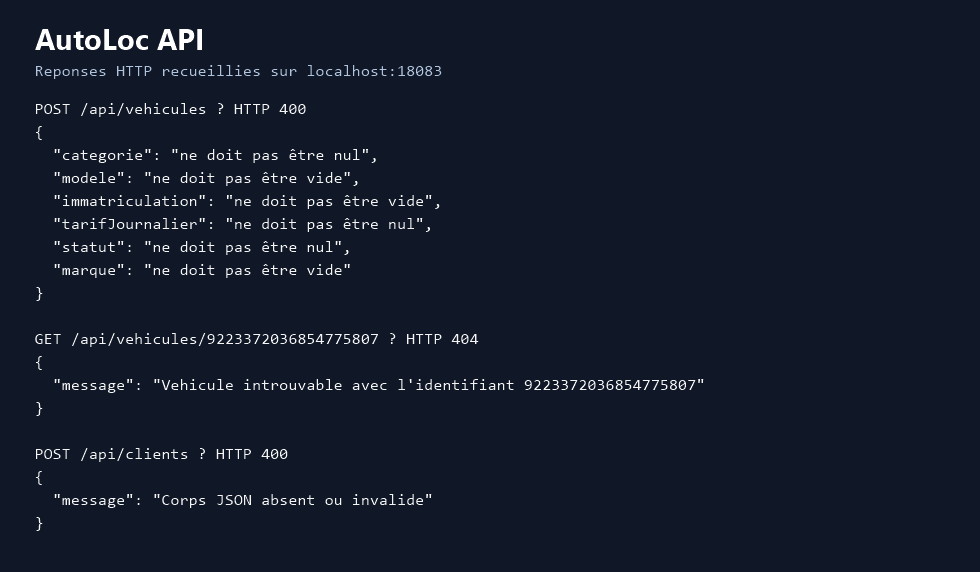 AutoLoc API
Reponses HTTP recueillies sur localhost:18083
POST /api/vehicules ? HTTP 400
{
  "categorie": "ne doit pas être nul",
  "modele": "ne doit pas être vide",
  "immatriculation": "ne doit pas être vide",
  "tarifJournalier": "ne doit pas être nul",
  "statut": "ne doit pas être nul",
  "marque": "ne doit pas être vide"
}
GET /api/vehicules/9223372036854775807 ? HTTP 404
{
  "message": "Vehicule introuvable avec l'identifiant 9223372036854775807"
}
POST /api/clients ? HTTP 400
{
  "message": "Corps JSON absent ou invalide"
}